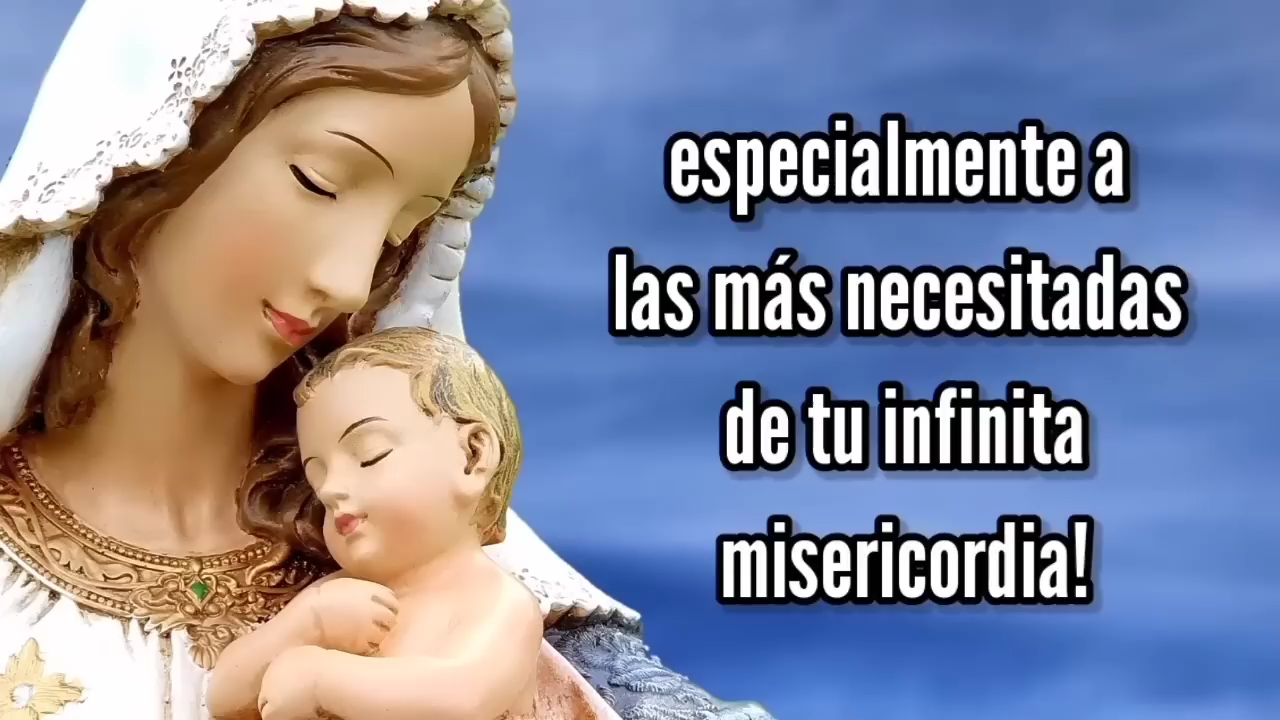 especialmente a
las más necesitadas
de tu infinita
misericordia!